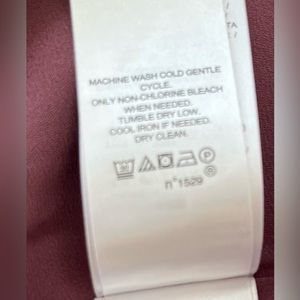 MACHINE WASH COLD GENTLE
CYCLE.
ONLY NON-CHLORINE BLEACH
WHEN NEEDED.
TUMBLE DRY LOW.
COOL IRON IF NEEDED.
DRY CLEAN.
P
n°1529